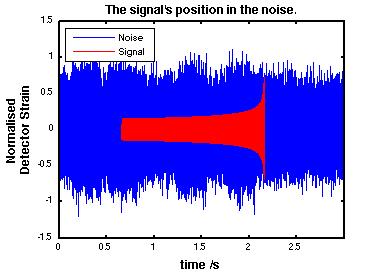 The signal's position in the noise.
1.5
1
0.5
0
-0.5
-1
-1.5
Normalised
Detector Strain
Noise
Signal
0
0.5
1
1.5
2
2.5
time /s